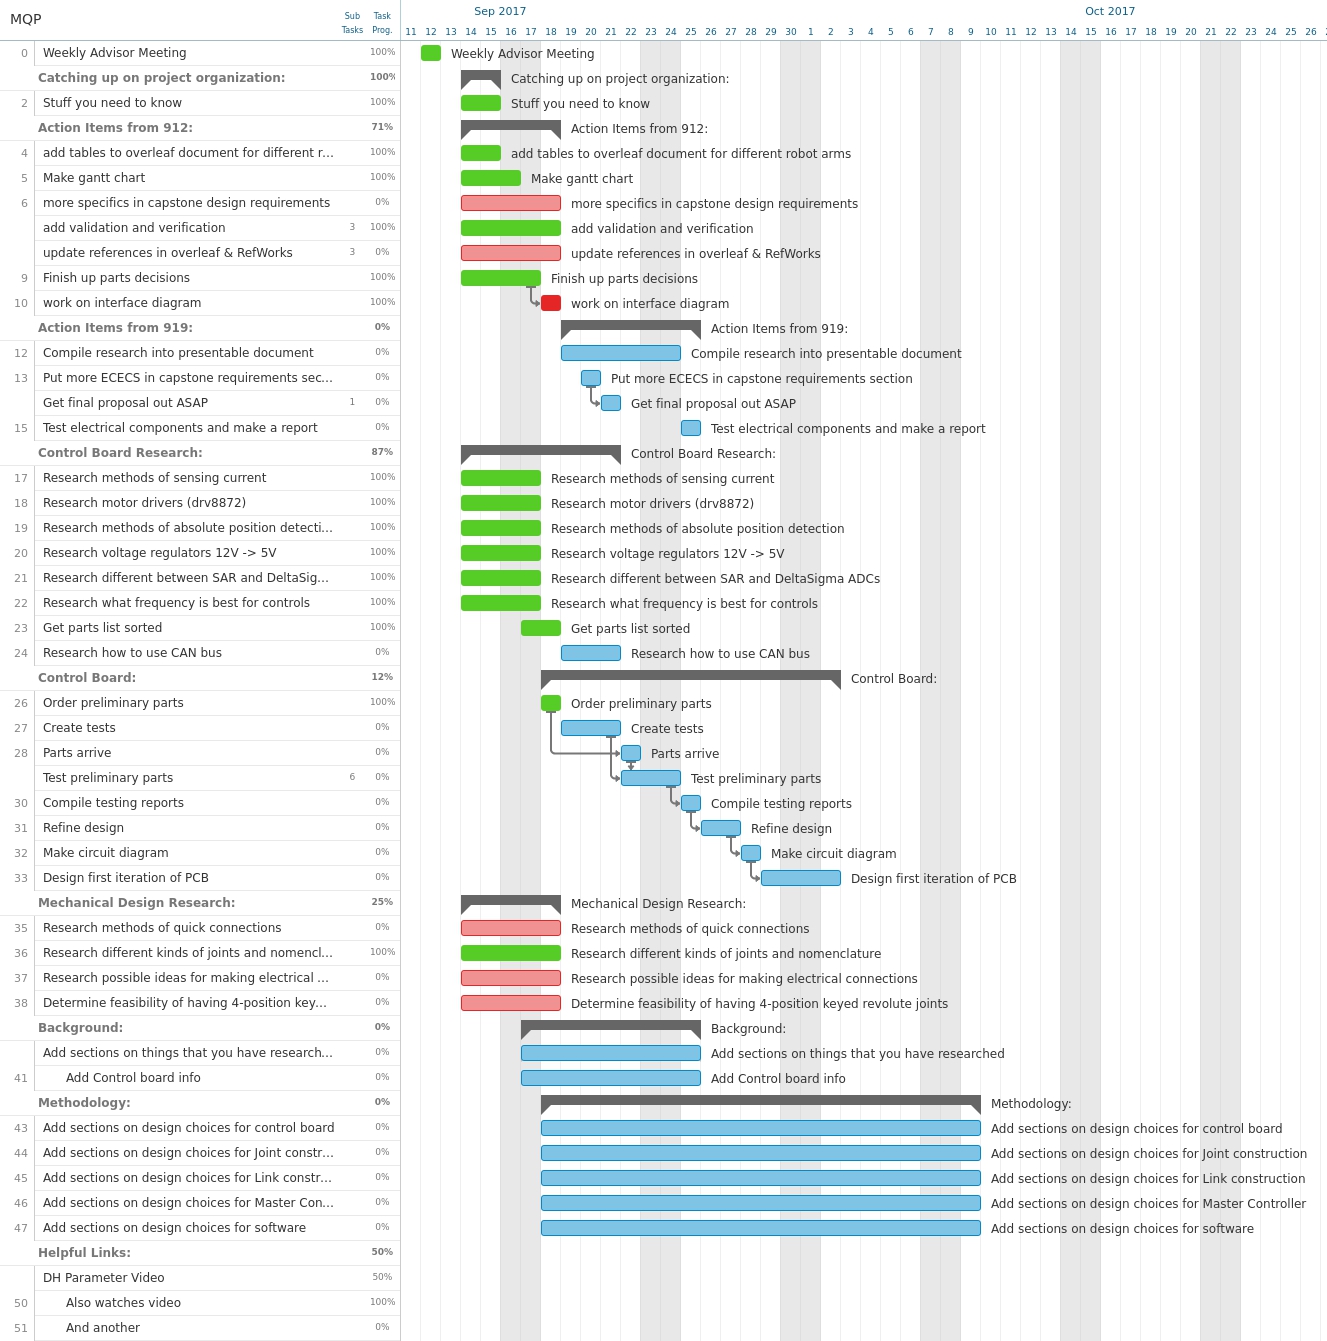 MQP Sub Tasks Task Prog. Sep 2017 Oct 2017
11 12 13 14 15 16 17 18 19 20 21 22 23 24 25 26 27 28 29 30 1 2 3 4 5 6 7 8 9 10 11 12 13 14 15 16 17 18 19 20 21 22 23 24 25 26
0 Weekly Advisor Meeting 100% Weekly Advisor Meeting
Catching up on project organization: 100% Catching up on project organization:
2 Stuff you need to know 100% Stuff you need to know
Action Items from 912: 71% Action Items from 912:
4 add tables to overleaf document for different r... 100% add tables to overleaf document for different robot arms
5 Make gantt chart 100% Make gantt chart
6 more specifics in capstone design requirements 0% more specifics in capstone design requirements
add validation and verification 3 100% add validation and verification
update references in overleaf & RefWorks 3 0% update references in overleaf & RefWorks
9 Finish up parts decisions 100% Finish up parts decisions
10 work on interface diagram 100% work on interface diagram
Action Items from 919: 0% Action Items from 919:
12 Compile research into presentable document 0% Compile research into presentable document
13 Put more ECECS in capstone requirements sec... 0% Put more ECECS in capstone requirements section
Get final proposal out ASAP 1 0% Get final proposal out ASAP
15 Test electrical components and make a report 0% Test electrical components and make a report
Control Board Research: 87% Control Board Research:
17 Research methods of sensing current 100% Research methods of sensing current
18 Research motor drivers (drv8872) 100% Research motor drivers (drv8872)
19 Research methods of absolute position detecti... 100% Research methods of absolute position detection
20 Research voltage regulators 12V -> 5V 100% Research voltage regulators 12V -> 5V
21 Research different between SAR and DeltaSig... 100% Research different between SAR and DeltaSigma ADCs
22 Research what frequency is best for controls 100% Research what frequency is best for controls
23 Get parts list sorted 100% Get parts list sorted
24 Research how to use CAN bus 0% Research how to use CAN bus
Control Board: 12% Control Board:
26 Order preliminary parts 100% Order preliminary parts
27 Create tests 0% Create tests
28 Parts arrive 0% Parts arrive
Test preliminary parts 6 0% Test preliminary parts
30 Compile testing reports 0% Compile testing reports
31 Refine design 0% Refine design
32 Make circuit diagram 0% Make circuit diagram
33 Design first iteration of PCB 0% Design first iteration of PCB
Mechanical Design Research: 25% Mechanical Design Research:
35 Research methods of quick connections 0% Research methods of quick connections
36 Research different kinds of joints and nomencl... 100% Research different kinds of joints and nomenclature
37 Research possible ideas for making electrical ... 0% Research possible ideas for making electrical connections
38 Determine feasibility of having 4-position key... 0% Determine feasibility of having 4-position keyed revolute joints
Background: 0% Background:
Add sections on things that you have research... 0% Add sections on things that you have researched
41 Add Control board info 0% Add Control board info
Methodology: 0% Methodology:
43 Add sections on design choices for control board 0% Add sections on design choices for control board
44 Add sections on design choices for Joint constr... 0% Add sections on design choices for Joint construction
45 Add sections on design choices for Link constr... 0% Add sections on design choices for Link construction
46 Add sections on design choices for Master Con... 0% Add sections on design choices for Master Controller
47 Add sections on design choices for software 0% Add sections on design choices for software
Helpful Links: 50%
DH Parameter Video 50%
50 Also watches video 100%
51 And another 0%